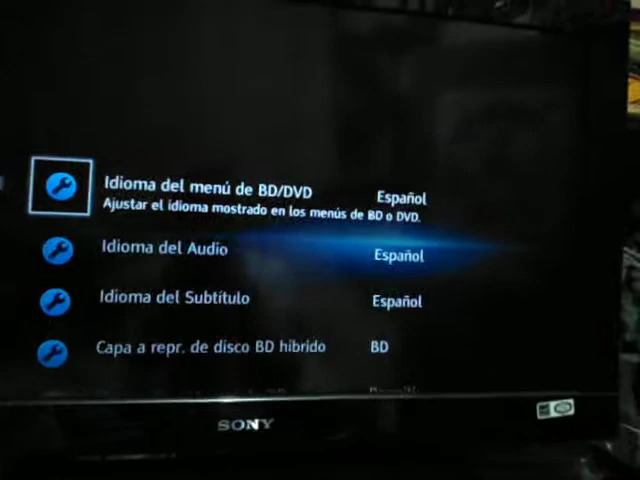 Idioma del menú de BD/DVD Español
Ajustar el idioma mostrado en los menús de BD o DVD.
Idioma del Audio Español
Idioma del Subtítulo Español
Capa a repr. de disco BD híbrido BD
SONY